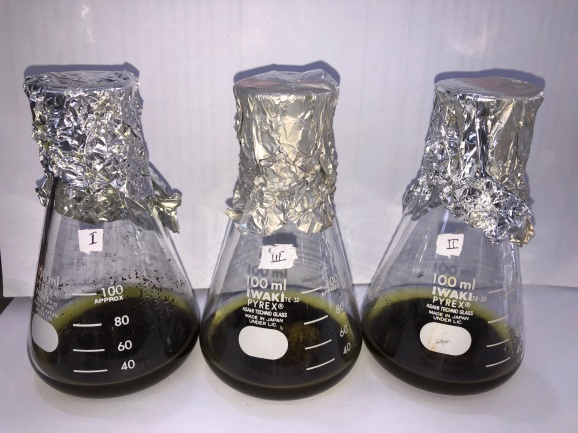 I
100
APPROX
80
60
40
III
100 ml
IWAKI TE-32
PYREX®
ASAHI TECHNO GLASS
MADE IN JAPAN
UNDER LIC.
80
60
40
II
100 ml
IWAKI TE-32
PYREX®
ASAHI TECHNO GLASS
MADE IN JAPAN
UNDER LIC.